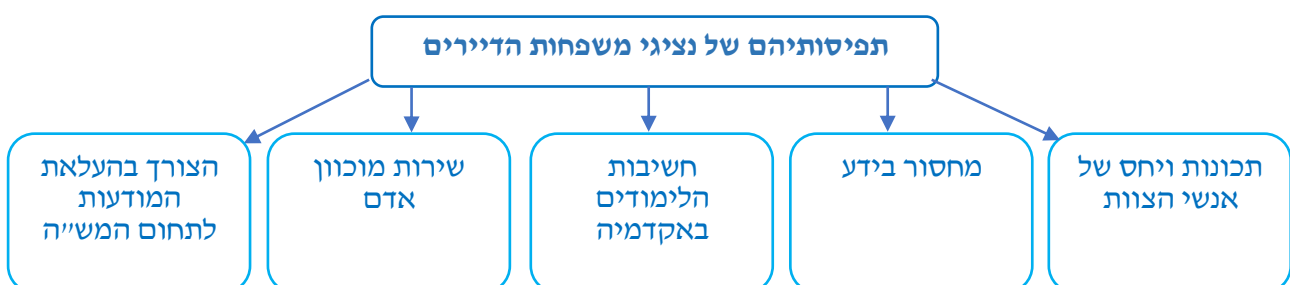 תפיסותיהם של נציגי משפחות הדיירים
תכונות ויחס של
אנשי הצוות
מחסור בידע
חשיבות
הלימודים
באקדמיה
שירות מוכוון
אדם
הצורך בהעלאת
המודעות
לתחום המש״ה